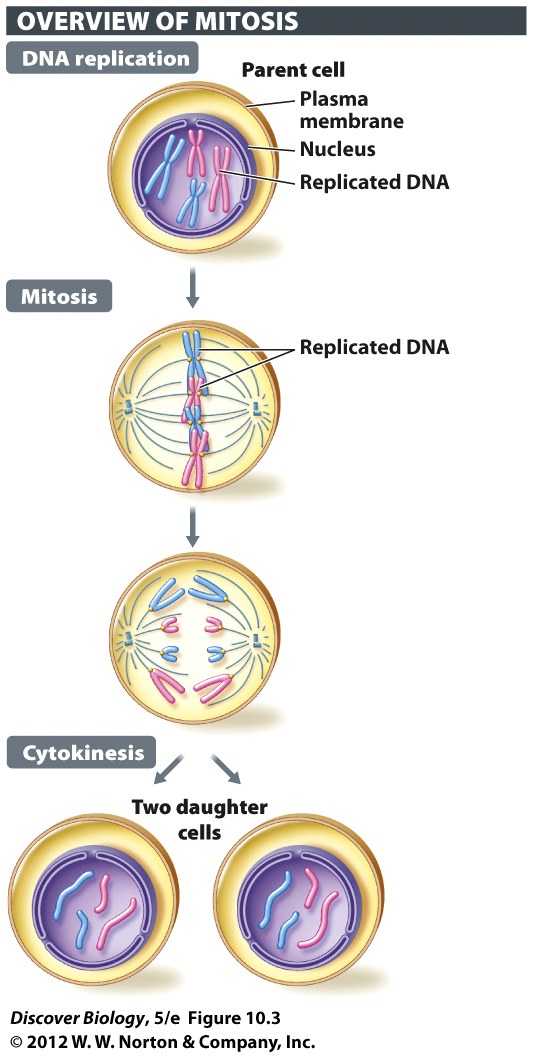 OVERVIEW OF MITOSIS
DNA replication
Parent cell
Plasma
membrane
Nucleus
Replicated DNA
Mitosis
Replicated DNA
Cytokinesis
Two daughter
cells
Discover Biology, 5/e Figure 10.3
© 2012 W. W. Norton & Company, Inc.